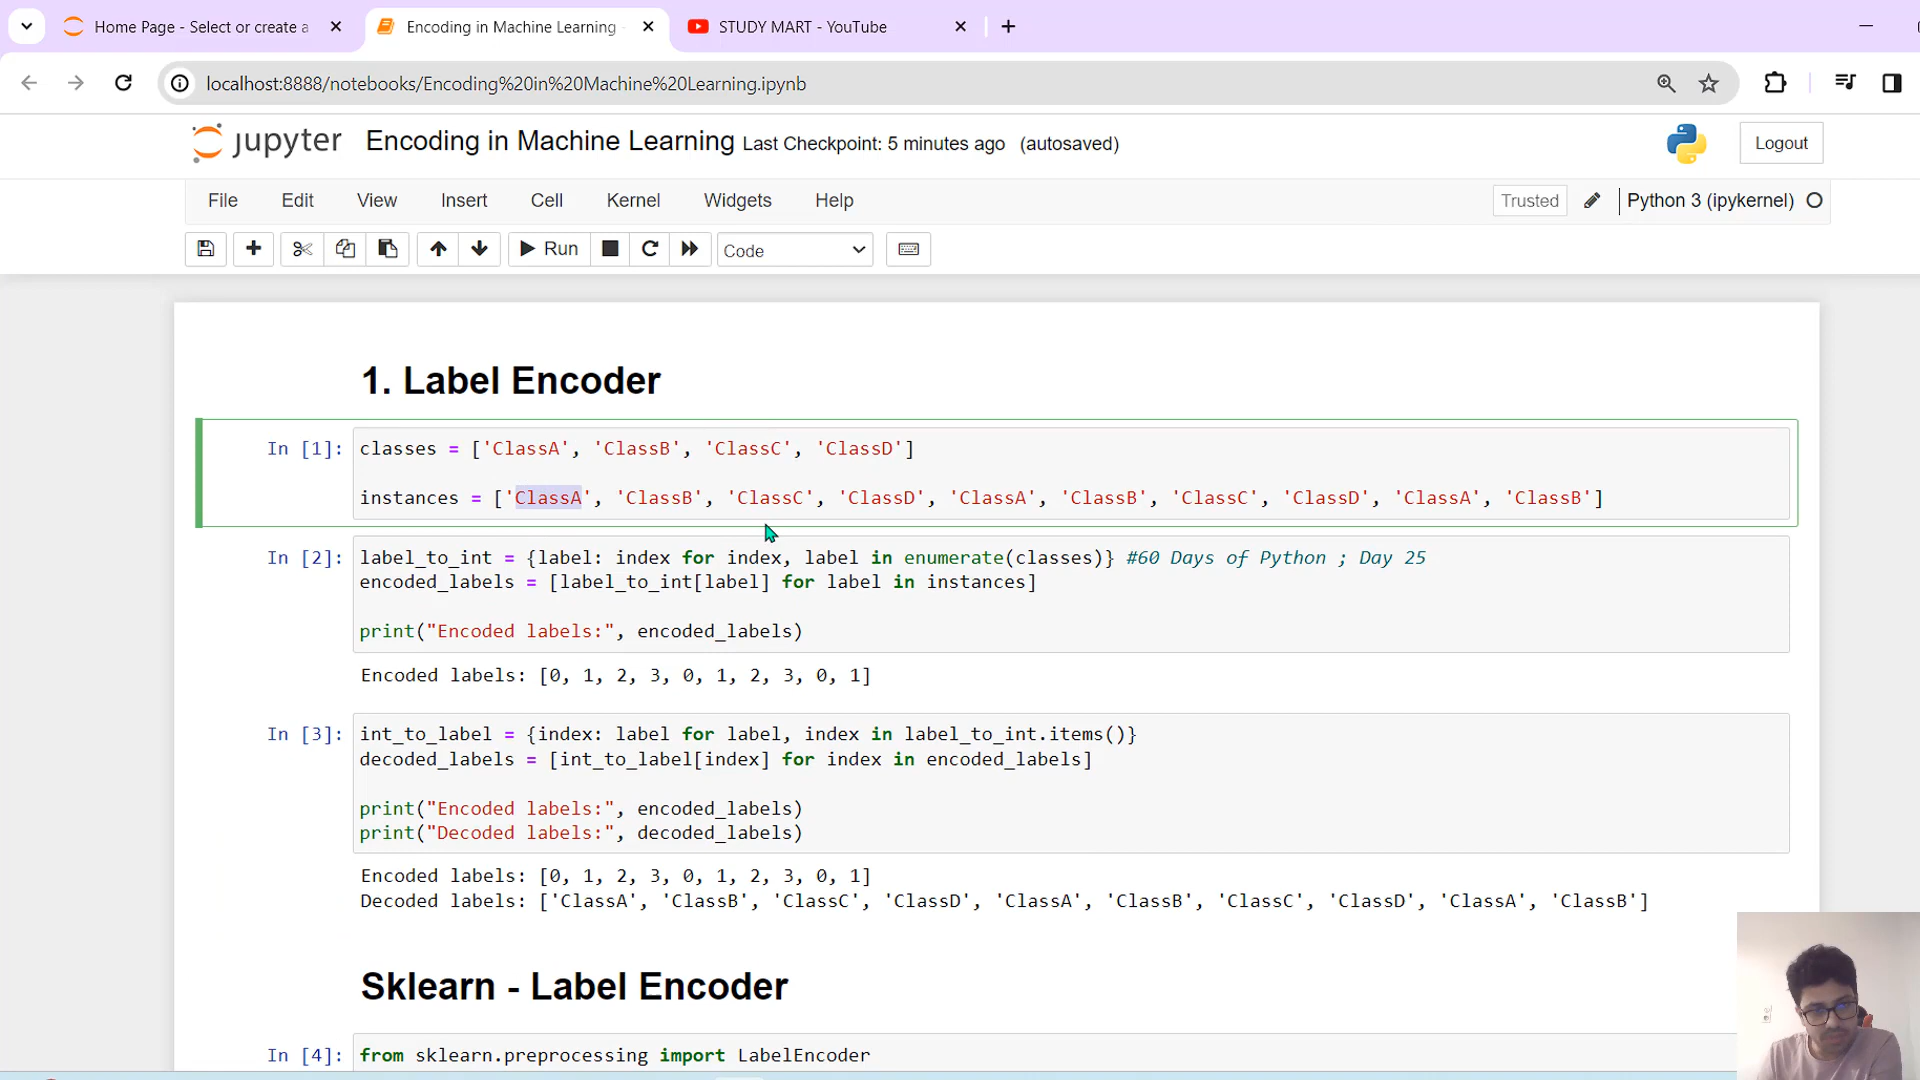 Home Page - Select or create a
Encoding in Machine Learning -
STUDY MART - YouTube
localhost:8888/notebooks/Encoding%20in%20Machine%20Learning.ipynb
jupyter Encoding in Machine Learning Last Checkpoint: 5 minutes ago (autosaved)
Logout
File Edit View Insert Cell Kernel Widgets Help
Trusted
Python 3 (ipykernel)
Run
Code
1. Label Encoder
In [1]: classes = ['ClassA', 'ClassB', 'ClassC', 'ClassD']
instances = ['ClassA', 'ClassB', 'ClassC', 'ClassD', 'ClassA', 'ClassB', 'ClassC', 'ClassD', 'ClassA', 'ClassB']
In [2]: label_to_int = {label: index for index, label in enumerate(classes)} #60 Days of Python ; Day 25
encoded_labels = [label_to_int[label] for label in instances]
print("Encoded labels:", encoded_labels)
Encoded labels: [0, 1, 2, 3, 0, 1, 2, 3, 0, 1]
In [3]: int_to_label = {index: label for label, index in label_to_int.items()}
decoded_labels = [int_to_label[index] for index in encoded_labels]
print("Encoded labels:", encoded_labels)
print("Decoded labels:", decoded_labels)
Encoded labels: [0, 1, 2, 3, 0, 1, 2, 3, 0, 1]
Decoded labels: ['ClassA', 'ClassB', 'ClassC', 'ClassD', 'ClassA', 'ClassB', 'ClassC', 'ClassD', 'ClassA', 'ClassB']
Sklearn - Label Encoder
In [4]: from sklearn.preprocessing import LabelEncoder